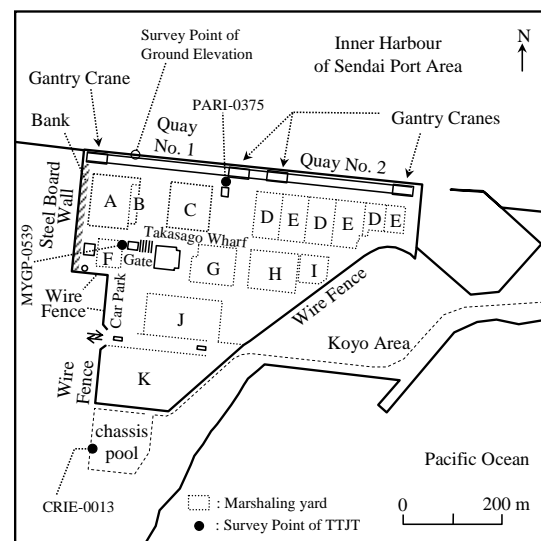 Survey Point of
Ground Elevation
Inner Harbour
of Sendai Port Area
N
Gantry Crane
PARI-0375
Quay
No. 1
Gantry Cranes
Bank
Quay No. 2
Steel Board
Wall
A
B
C
D
E
D
E
D
E
Takasago Wharf
MYGP-0539
F
Gate
G
H
I
Wire
Fence
Car Park
Wire Fence
J
Koyo Area
Wire
Fence
K
chassis
pool
Pacific Ocean
CRIE-0013
: Marshaling yard
: Survey Point of TTJT
0
200 m